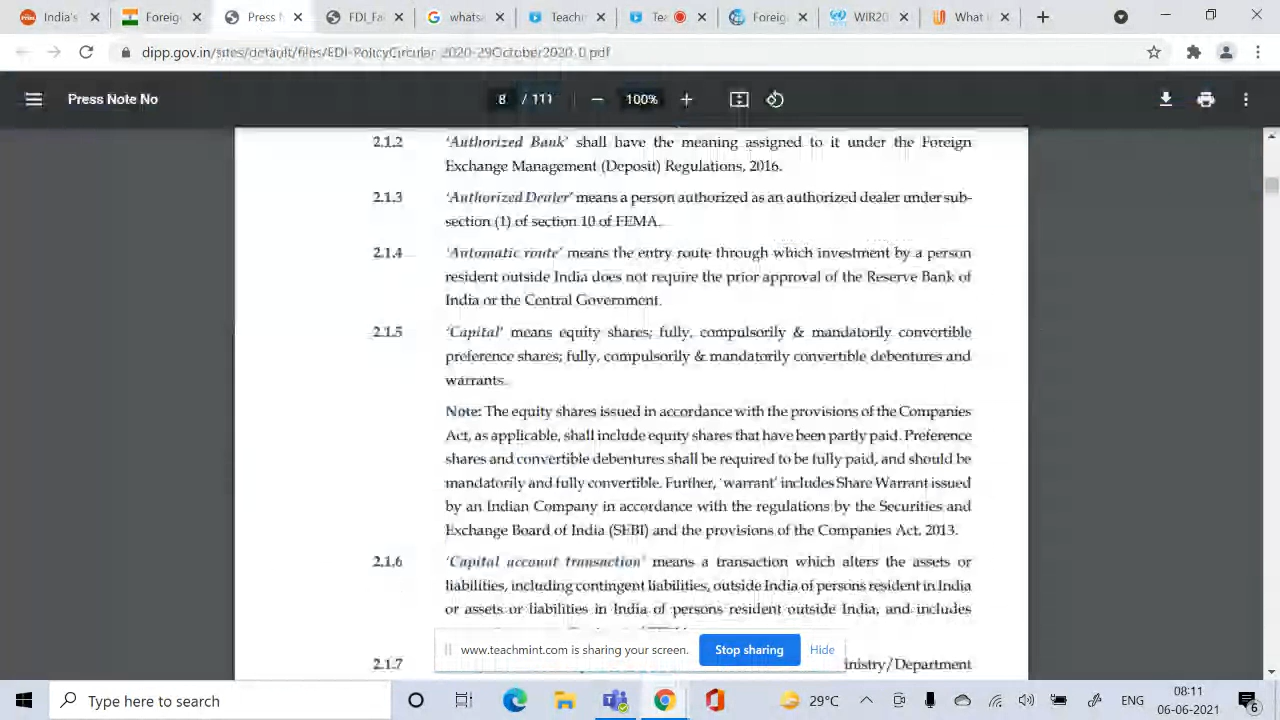 India's
Foreig
Press N
FDI_Fa
what
Teachi
Tea
Foreig
WIR20
What
dipp.gov.in/sites/default/files/FDI-PolicyCircular-2020-29October2020_0.pdf
Press Note No
8 / 111
100%
2.1.2 'Authorized Bank' shall have the meaning assigned to it under the Foreign
Exchange Management (Deposit) Regulations, 2016.
2.1.3 'Authorized Dealer' means a person authorized as an authorized dealer under sub-
section (1) of section 10 of FEMA.
2.1.4 'Automatic route' means the entry route through which investment by a person
resident outside India does not require the prior approval of the Reserve Bank of
India or the Central Government.
2.1.5 'Capital' means equity shares; fully, compulsorily & mandatorily convertible
preference shares; fully, compulsorily & mandatorily convertible debentures and
warrants.
Note: The equity shares issued in accordance with the provisions of the Companies
Act, as applicable, shall include equity shares that have been partly paid. Preference
shares and convertible debentures shall be required to be fully paid, and should be
mandatorily and fully convertible. Further, 'warrant' includes Share Warrant issued
by an Indian Company in accordance with the regulations by the Securities and
Exchange Board of India (SEBI) and the provisions of the Companies Act, 2013.
2.1.6 'Capital account transaction' means a transaction which alters the assets or
liabilities, including contingent liabilities, outside India of persons resident in India
or assets or liabilities in India of persons resident outside India, and includes
www.teachmint.com is sharing your screen.
Stop sharing
Hide
2.1.7 inistry/Department
Type here to search
29°C
ENG
08:11
06-06-2021
6